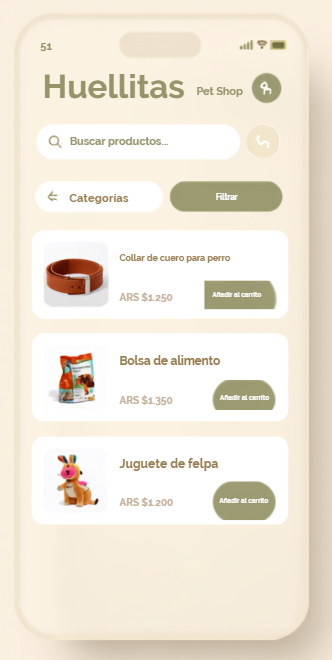 51
Huellitas Pet Shop
Buscar productos...
Categorías
Filtrar
Collar de cuero para perro
ARS $1.250
Añadir al carrito
Bolsa de alimento
ARS $1.350
Añadir al carrito
Juguete de felpa
ARS $1.200
Añadir al carrito